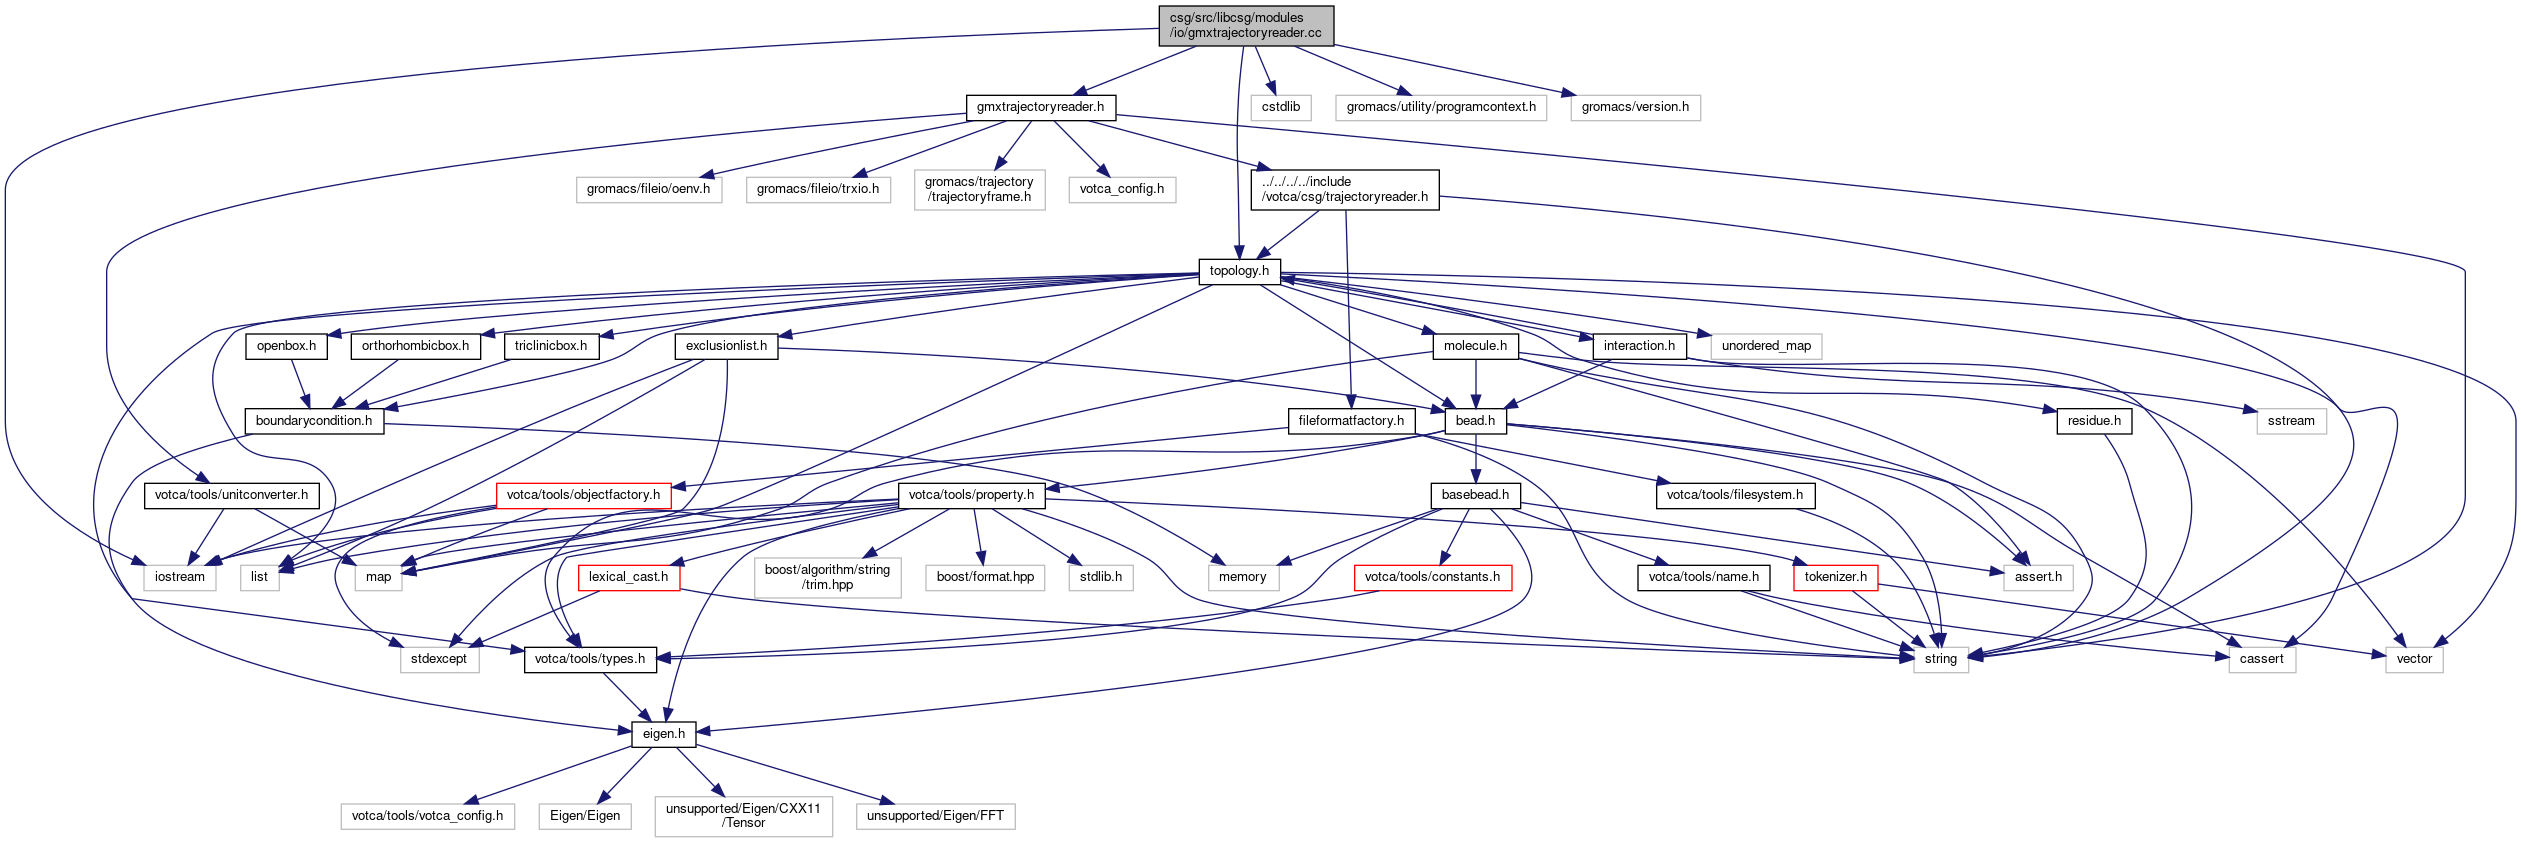 csg/src/libcsg/modules
/io/gmxtrajectoryreader.cc
gmxtrajectoryreader.h
cstdlib
gromacs/utility/programcontext.h
gromacs/version.h
gromacs/fileio/oenv.h
gromacs/fileio/trxio.h
gromacs/trajectory
/trajectoryframe.h
votca_config.h
../../../../include
/votca/csg/trajectoryreader.h
topology.h
openbox.h
orthorhombicbox.h
triclinicbox.h
exclusionlist.h
molecule.h
interaction.h
unordered_map
boundarycondition.h
fileformatfactory.h
bead.h
residue.h
sstream
votca/tools/unitconverter.h
votca/tools/objectfactory.h
votca/tools/property.h
basebead.h
votca/tools/filesystem.h
iostream
list
map
lexical_cast.h
boost/algorithm/string
/trim.hpp
boost/format.hpp
stdlib.h
memory
votca/tools/constants.h
votca/tools/name.h
tokenizer.h
assert.h
stdexcept
votca/tools/types.h
string
cassert
vector
eigen.h
votca/tools/votca_config.h
Eigen/Eigen
unsupported/Eigen/CXX11
/Tensor
unsupported/Eigen/FFT